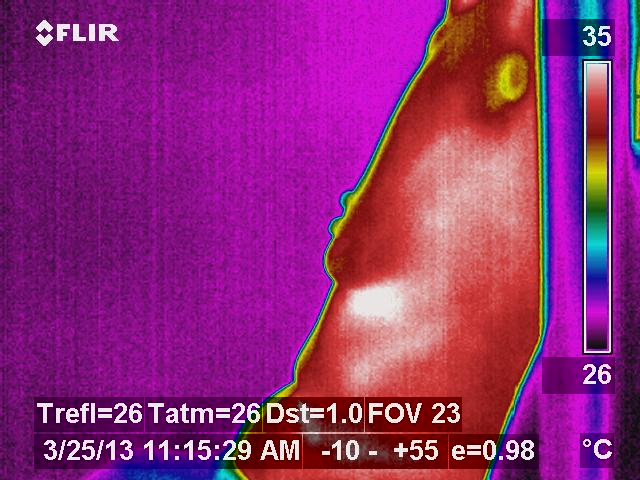 FLIR
35
26
Trefl=26 Tatm=26 Dst=1.0 FOV 23
3/25/13 11:15:29 AM -10 - +55 e=0.98 °C